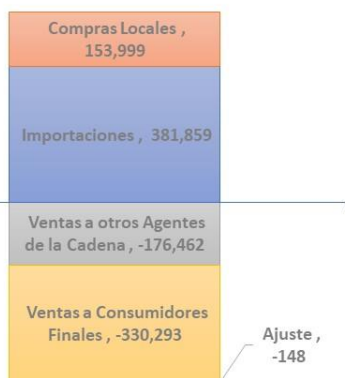 Compras Locales ,
153,999
Importaciones , 381,859
Ventas a otros Agentes
de la Cadena , -176,462
Ventas a Consumidores
Finales , -330,293
Ajuste ,
-148